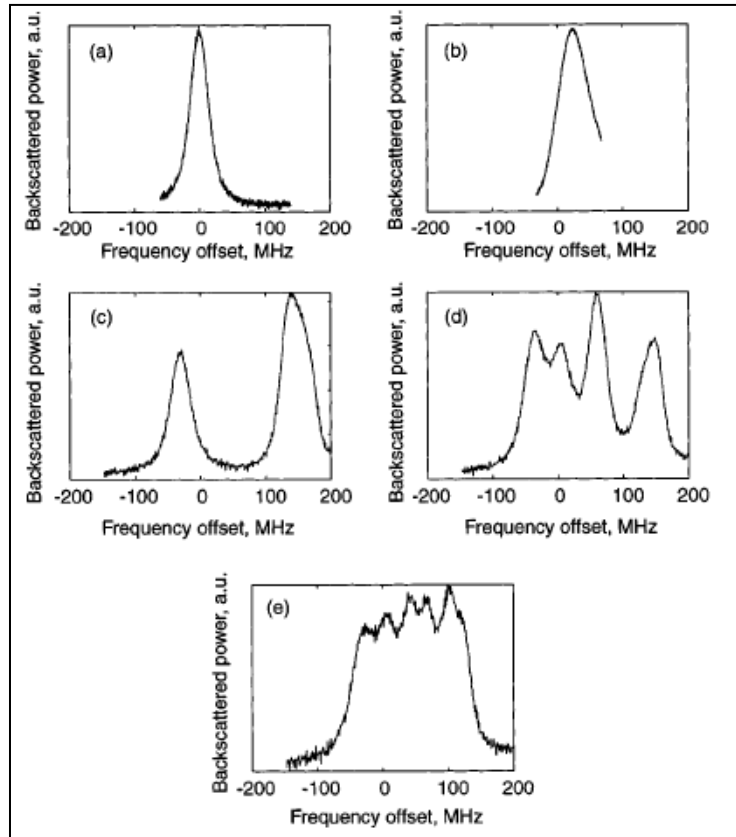 Backscattered power, a.u.
(a)
-200 -100 0 100 200
Frequency offset, MHz
Backscattered power, a.u.
(b)
-200 -100 0 100 200
Frequency offset, MHz
Backscattered power, a.u.
(c)
-200 -100 0 100 200
Frequency offset, MHz
Backscattered power, a.u.
(d)
-200 -100 0 100 200
Frequency offset, MHz
Backscattered power, a.u.
(e)
-200 -100 0 100 200
Frequency offset, MHz